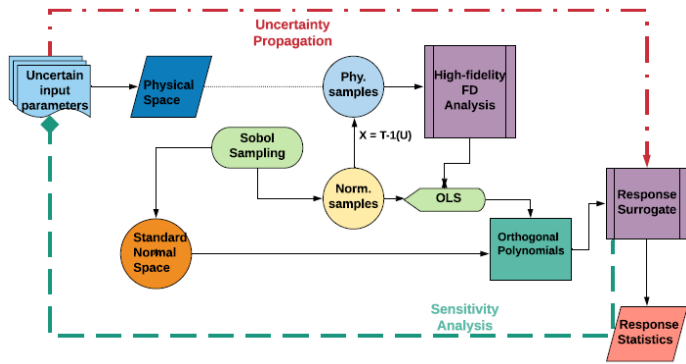 Uncertainty
Propagation
Uncertain
input
parameters
Physical
Space
Phy.
samples
High-fidelity
FD
Analysis
X = T-1(U)
Sobol
Sampling
Norm.
samples
OLS
Response
Surrogate
Standard
Normal
Space
Orthogonal
Polynomials
Sensitivity
Analysis
Response
Statistics